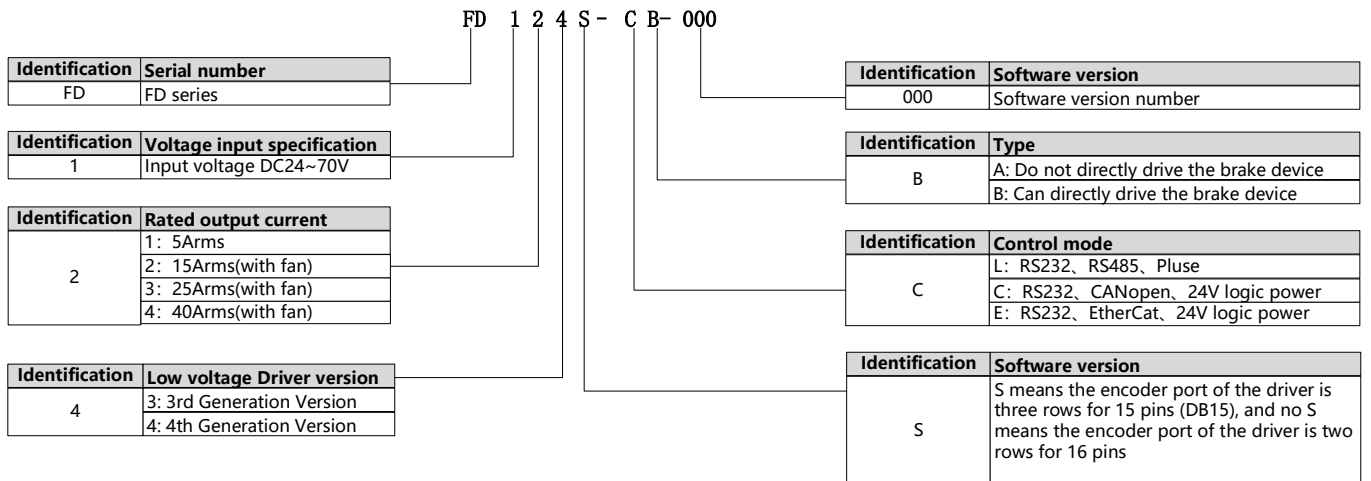 FD 1 2 4 S - C B- 000
Identification Serial number
FD FD series
Identification Voltage input specification
1 Input voltage DC24~70V
Identification Rated output current
2
1：5Arms
2：15Arms(with fan)
3：25Arms(with fan)
4：40Arms(with fan)
Identification Low voltage Driver version
4
3: 3rd Generation Version
4: 4th Generation Version
Identification Software version
000 Software version number
Identification Type
B
A: Do not directly drive the brake device
B: Can directly drive the brake device
Identification Control mode
C
L：RS232、RS485、Pluse
C：RS232、CANopen、24V logic power
E：RS232、EtherCat、24V logic power
Identification Software version
S
S means the encoder port of the driver is
three rows for 15 pins (DB15), and no S
means the encoder port of the driver is two
rows for 16 pins